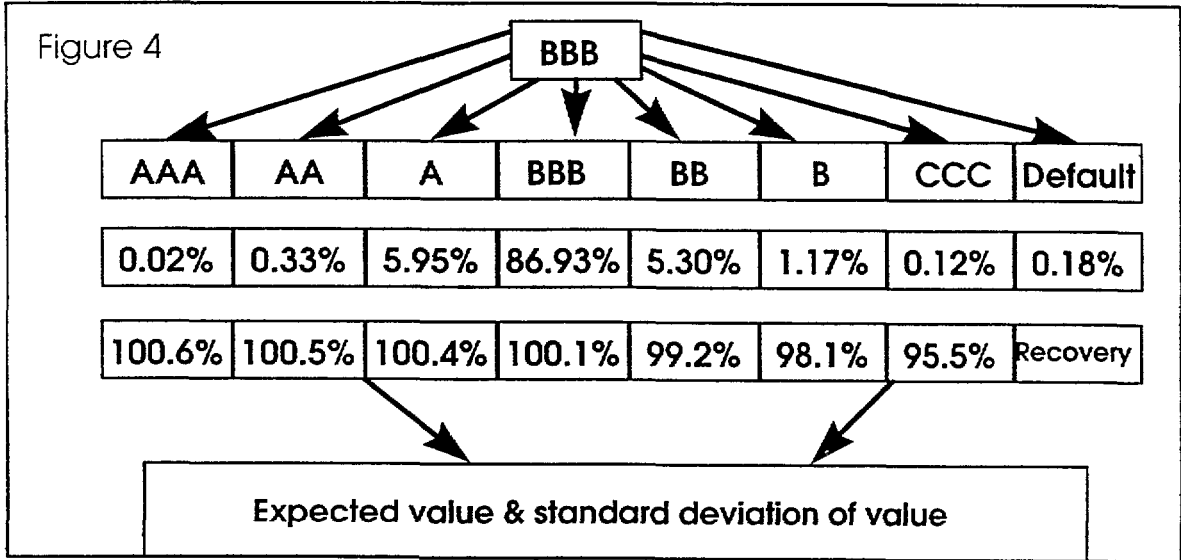 Figure 4
BBB
AAA AA A BBB BB B CCC Default
0.02% 0.33% 5.95% 86.93% 5.30% 1.17% 0.12% 0.18%
100.6% 100.5% 100.4% 100.1% 99.2% 98.1% 95.5% Recovery
Expected value & standard deviation of value